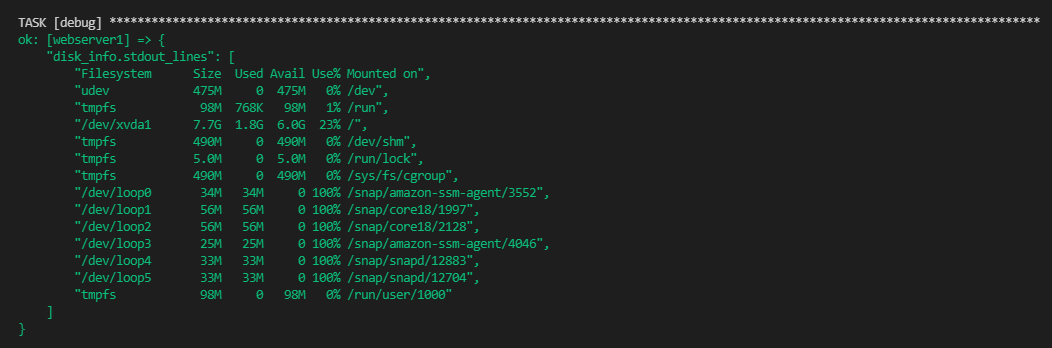 TASK [debug] *************************************************************************************************************************************
ok: [webserver1] => {
    "disk_info.stdout_lines": [
        "Filesystem      Size  Used Avail Use% Mounted on",
        "udev            475M     0  475M   0% /dev",
        "tmpfs            98M  768K   98M   1% /run",
        "/dev/xvda1      7.7G  1.8G  6.0G  23% /",
        "tmpfs           490M     0  490M   0% /dev/shm",
        "tmpfs           5.0M     0  5.0M   0% /run/lock",
        "tmpfs           490M     0  490M   0% /sys/fs/cgroup",
        "/dev/loop0       34M   34M     0 100% /snap/amazon-ssm-agent/3552",
        "/dev/loop1       56M   56M     0 100% /snap/core18/1997",
        "/dev/loop2       56M   56M     0 100% /snap/core18/2128",
        "/dev/loop3       25M   25M     0 100% /snap/amazon-ssm-agent/4046",
        "/dev/loop4       33M   33M     0 100% /snap/snapd/12883",
        "/dev/loop5       33M   33M     0 100% /snap/snapd/12704",
        "tmpfs            98M     0   98M   0% /run/user/1000"
    ]
}